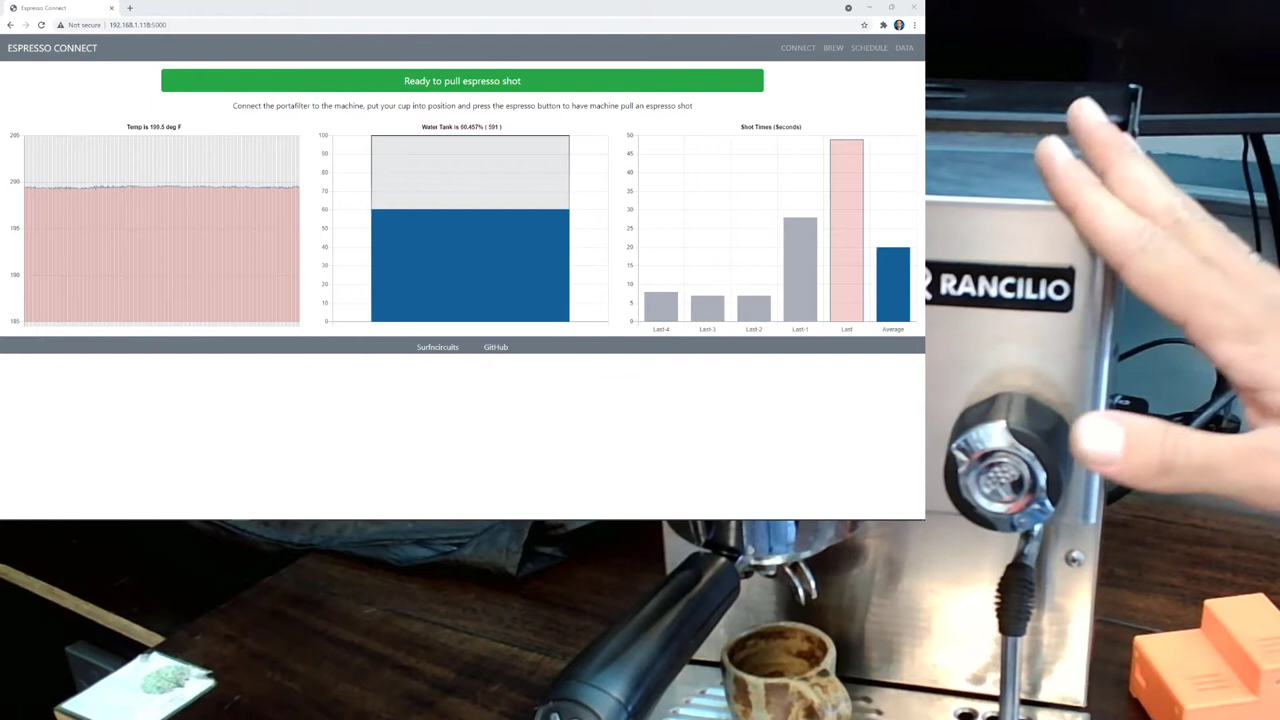 Espresso Connect
Not secure 192.168.1.118:5000
ESPRESSO CONNECT
CONNECT BREW SCHEDULE DATA
Ready to pull espresso shot
Connect the portafilter to the machine, put your cup into position and press the espresso button to have machine pull an espresso shot
Temp is 199.5 deg F
205
200
195
190
185
Water Tank is 60.457% ( 591 )
100
90
80
70
60
50
40
30
20
10
0
Shot Times (Seconds)
50
45
40
35
30
25
20
15
10
5
0
Last-4 Last-3 Last-2 Last-1 Last Average
Surfncircuits GitHub
RANCILIO